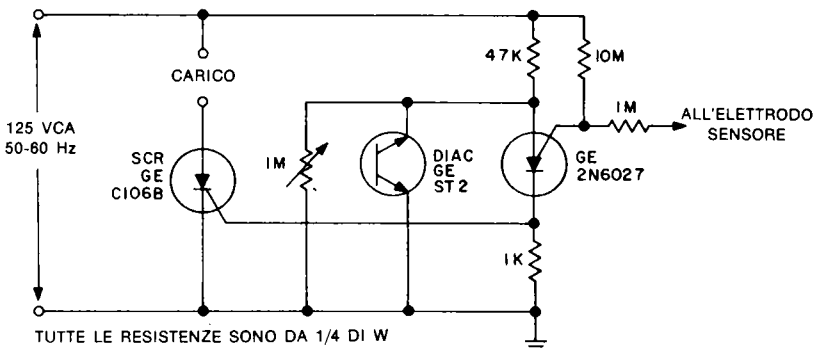 47K
10M
CARICO
1M
ALL'ELETTRODO
SENSORE
125 VCA
50-60 Hz
SCR
GE
C106B
1M
DIAC
GE
ST2
GE
2N6027
1K
TUTTE LE RESISTENZE SONO DA 1/4 DI W